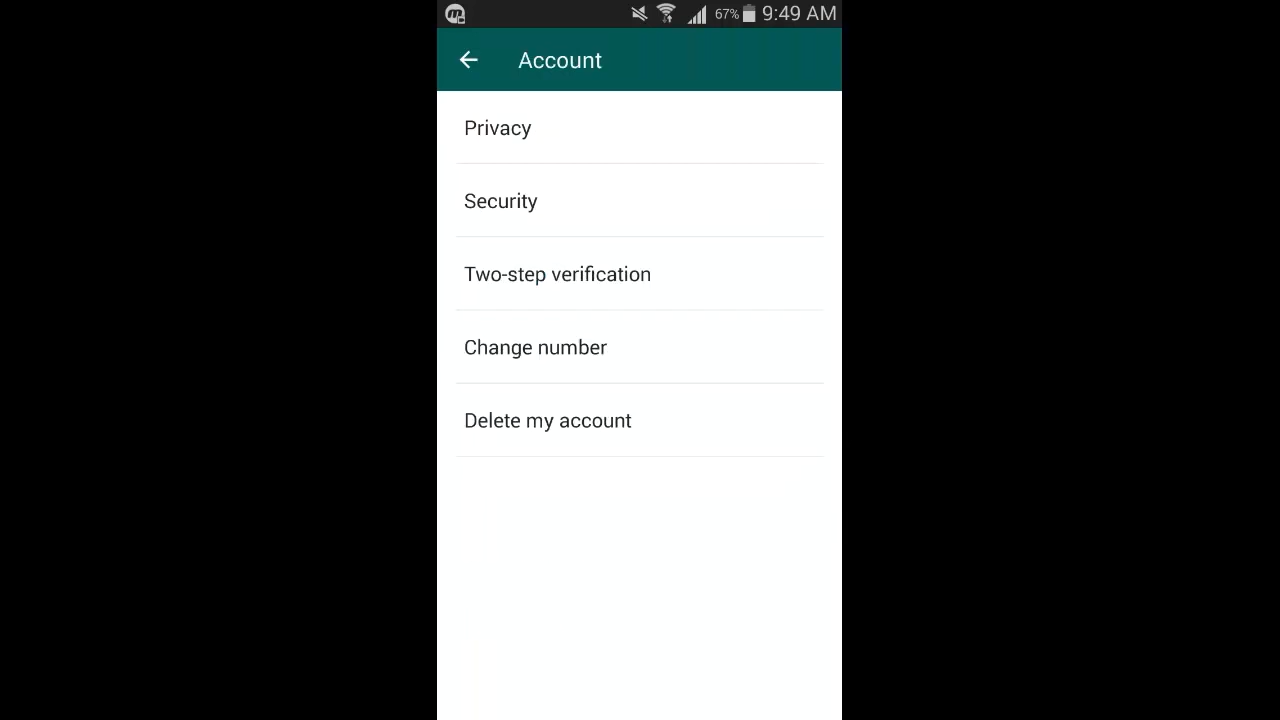 67% 9:49 AM
Account
Privacy
Security
Two-step verification
Change number
Delete my account